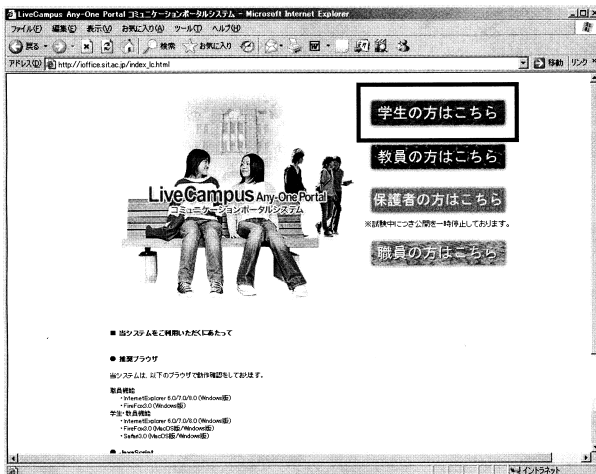 LiveCampus Any-One Portal コミュニケーションポータルシステム - Microsoft Internet Explorer
ファイル(F) 編集(E) 表示(V) お気に入り(A) ツール(T) ヘルプ(H)
戻る 検索 お気に入り
アドレス(D) http://ioffice.sit.ac.jp/index_lc.html 移動 リンク
学生の方はこちら
教員の方はこちら
保護者の方はこちら
※試験中につき公開を一時停止しております。
職員の方はこちら
LiveCampus Any-One Portal
コミュニケーションポータルシステム
■ 当システムをご利用いただくにあたって
● 推奨ブラウザ
当システムは、以下のブラウザで動作確認をしております。
職員機能
・InternetExplorer 6.0/7.0/8.0 (Windows版)
・FireFox3.0 (Windows版)
学生・教員機能
・InternetExplorer 6.0/7.0/8.0 (Windows版)
・FireFox3.0 (MacOS版/Windows版)
・Safari3.0 (MacOS版/Windows版)
● JavaScript
イントラネット